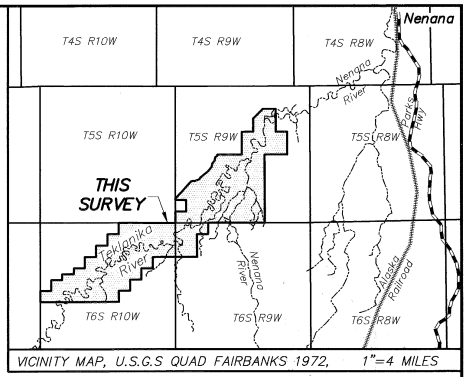 Nenana
T4S R10W
T4S R9W
T4S R8W
Nenana
River
Parks
Hwy
T5S R10W
T5S R9W
T5S R8W
THIS
SURVEY
Teklanika
River
Nenana
River
Alaska
Railroad
T6S R10W
T6S R9W
T6S R8W
VICINITY MAP, U.S.G.S QUAD FAIRBANKS 1972, 1"=4 MILES